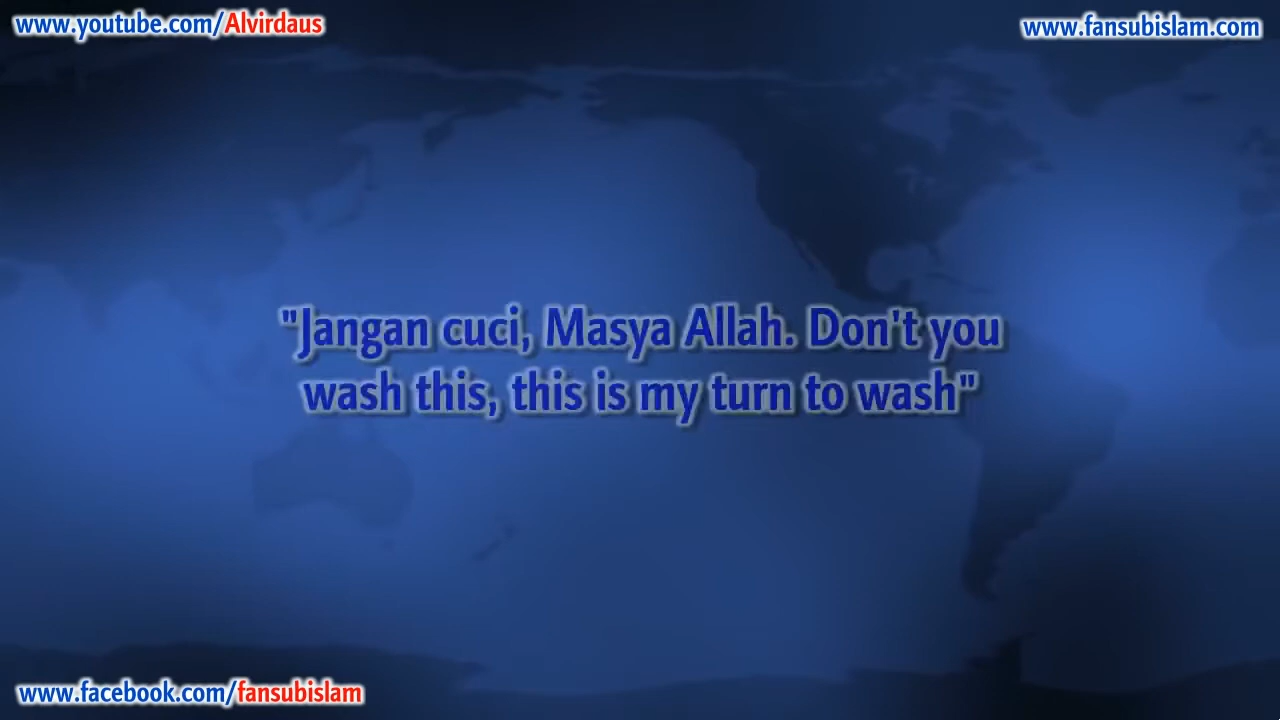 www.youtube.com/Alvirdaus
www.fansubislam.com
"Jangan cuci, Masya Allah. Don't you
wash this, this is my turn to wash"
www.facebook.com/fansubislam